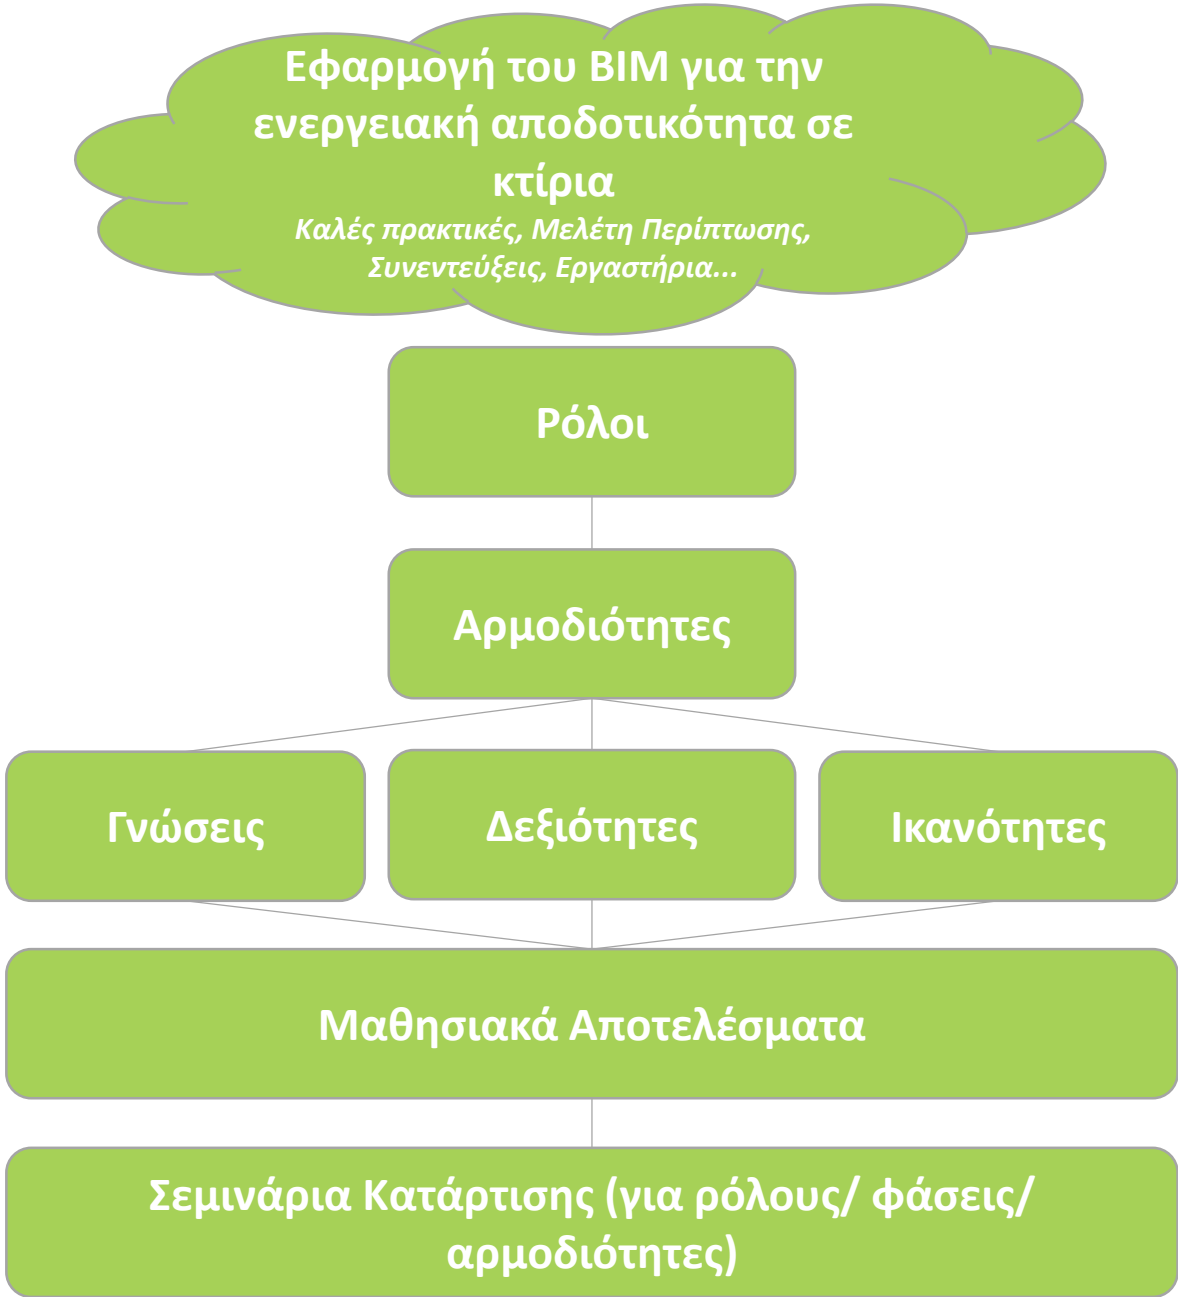 Εφαρμογή του BIM για την
ενεργειακή αποδοτικότητα σε
κτίρια
Καλές πρακτικές, Μελέτη Περίπτωσης,
Συνεντεύξεις, Εργαστήρια...
Ρόλοι
Αρμοδιότητες
Γνώσεις
Δεξιότητες
Ικανότητες
Μαθησιακά Αποτελέσματα
Σεμινάρια Κατάρτισης (για ρόλους/ φάσεις/
αρμοδιότητες)